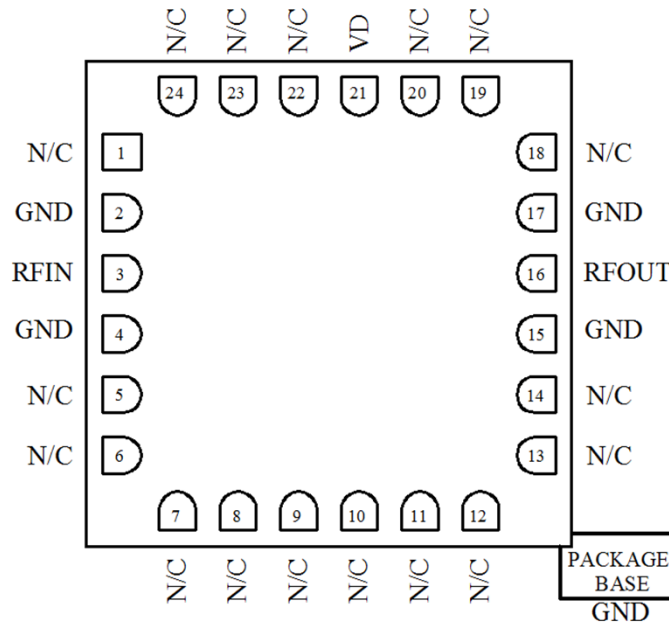 N/C N/C N/C VD N/C N/C
24 23 22 21 20 19
N/C 1 18 N/C
GND 2 17 GND
RFIN 3 16 RFOUT
GND 4 15 GND
N/C 5 14 N/C
N/C 6 13 N/C
7 8 9 10 11 12
N/C N/C N/C N/C N/C N/C
PACKAGE
BASE
GND